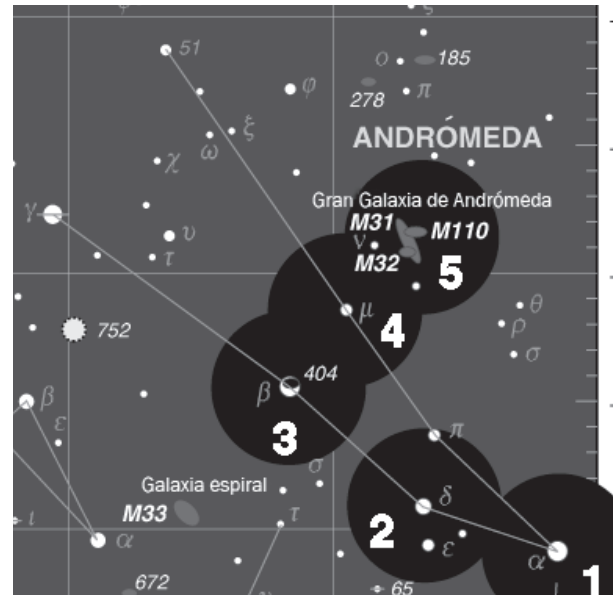 φ
ξ
51
ο
185
φ
278
π
ξ
ω
ANDRÓMEDA
χ
Gran Galaxia de Andrómeda
M31
M110
γ
ν
υ
M32
5
τ
θ
μ
4
752
ρ
σ
404
β
β
3
ε
π
σ
Galaxia espiral
δ
M33
τ
2
ι
α
ε
α
1
672
65